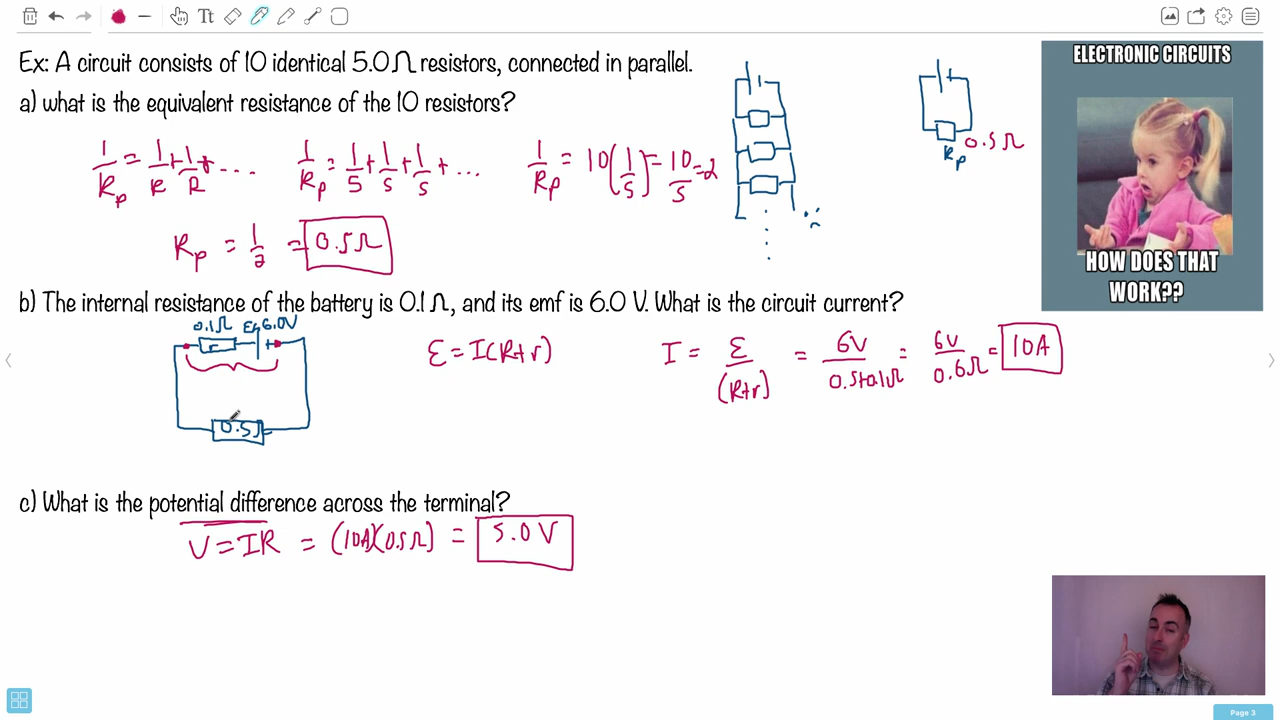 Tt
Ex: A circuit consists of 10 identical 5.0Ω resistors, connected in parallel.
a) what is the equivalent resistance of the 10 resistors?
1/Rp = 1/R + 1/R + ...
1/Rp = 1/5 + 1/5 + 1/5 + ...
1/Rp = 10(1/5) = 10/5 = 2
Rp = 1/2 = 0.5Ω
Rp 0.5Ω
ELECTRONIC CIRCUITS
HOW DOES THAT
WORK??
b) The internal resistance of the battery is 0.1Ω, and its emf is 6.0 V. What is the circuit current?
0.1Ω ε=6.0V
r
0.5Ω
ε = I(R+r)
I = ε/(R+r) = 6V/0.5+0.1Ω = 6V/0.6Ω = 10A
c) What is the potential difference across the terminal?
V = IR = (10A)(0.5Ω) = 5.0 V
Page 3